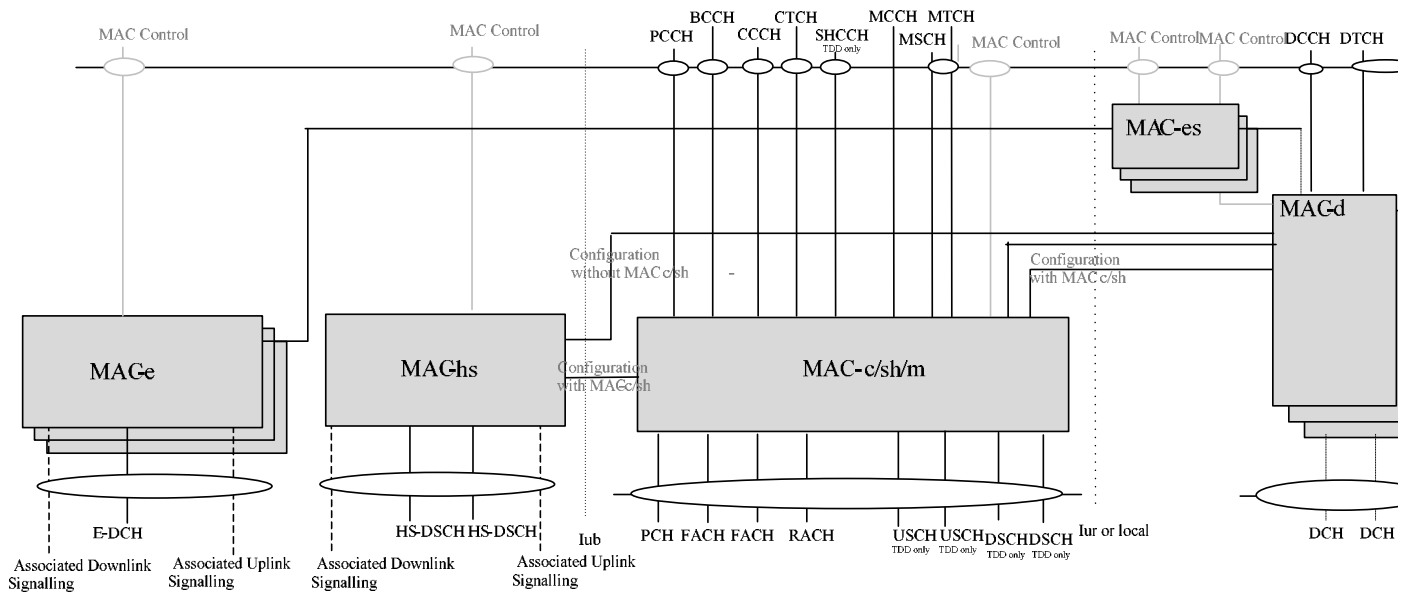 MAC Control
MAC Control
PCCH
BCCH
CCCH
CTCH
SHCCH
TDD only
MCCH
MSCH
MTCH
MAC Control
MAC Control
MAC Control
DCCH
DTCH
MAC-es
MAC-d
Configuration
without MAC c/sh
-
Configuration
with MAC c/sh
MAC-e
MAC-hs
Configuration
with MAC-c/sh
MAC-c/sh/m
E-DCH
HS-DSCH
HS-DSCH
Iub
PCH
FACH
FACH
RACH
USCH
TDD only
USCH
TDD only
DSCH
TDD only
DSCH
TDD only
Iur or local
DCH
DCH
Associated Downlink
Signalling
Associated Uplink
Signalling
Associated Downlink
Signalling
Associated Uplink
Signalling